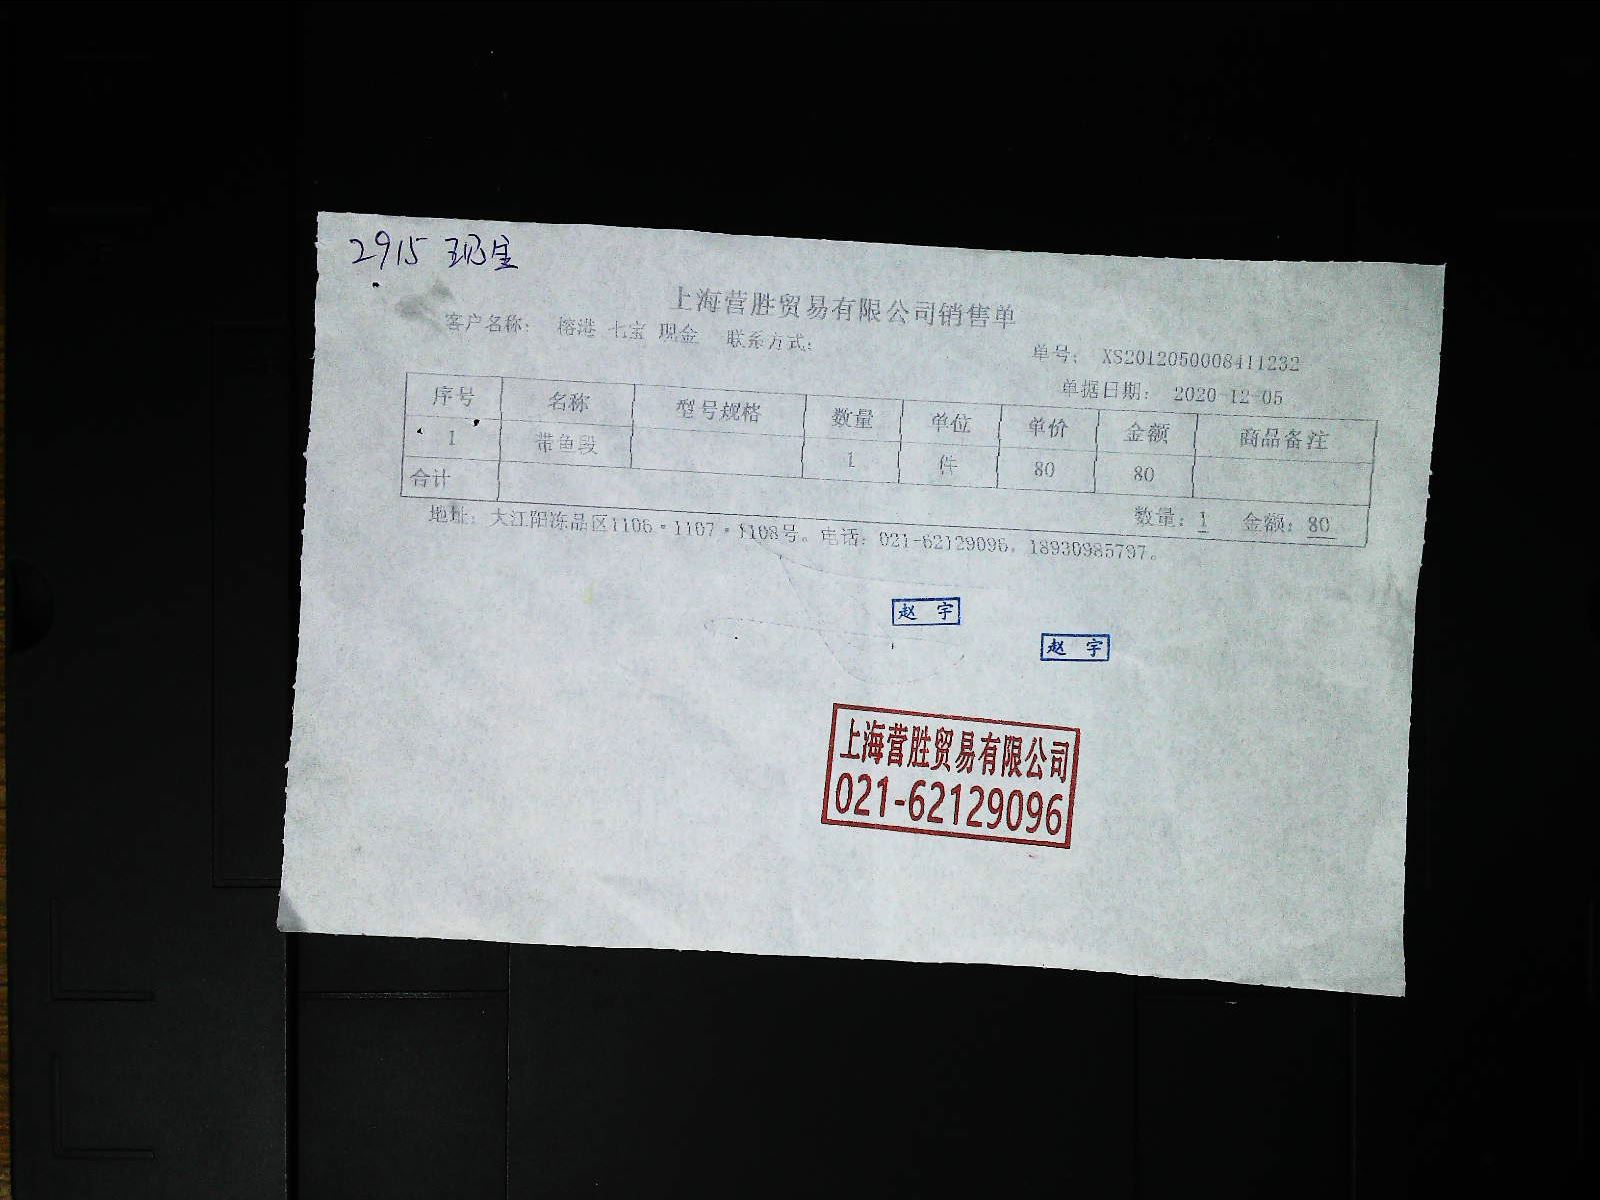 2915
上海营胜贸易有限公司销售单
客户名称： 榕港 七宝 现金 联系方式：
单号： XS2012050008411232
单据日期： 2020-12-05
序号 名称 型号规格 数量 单位 单价 金额 商品备注
1 带鱼段 1 件 80 80
合计
数量：1 金额：80
地址：大江阳冻品区1106·1107·1108号。电话：021-62129096，18930985797。
赵 宇
赵 宇
上海营胜贸易有限公司
021-62129096